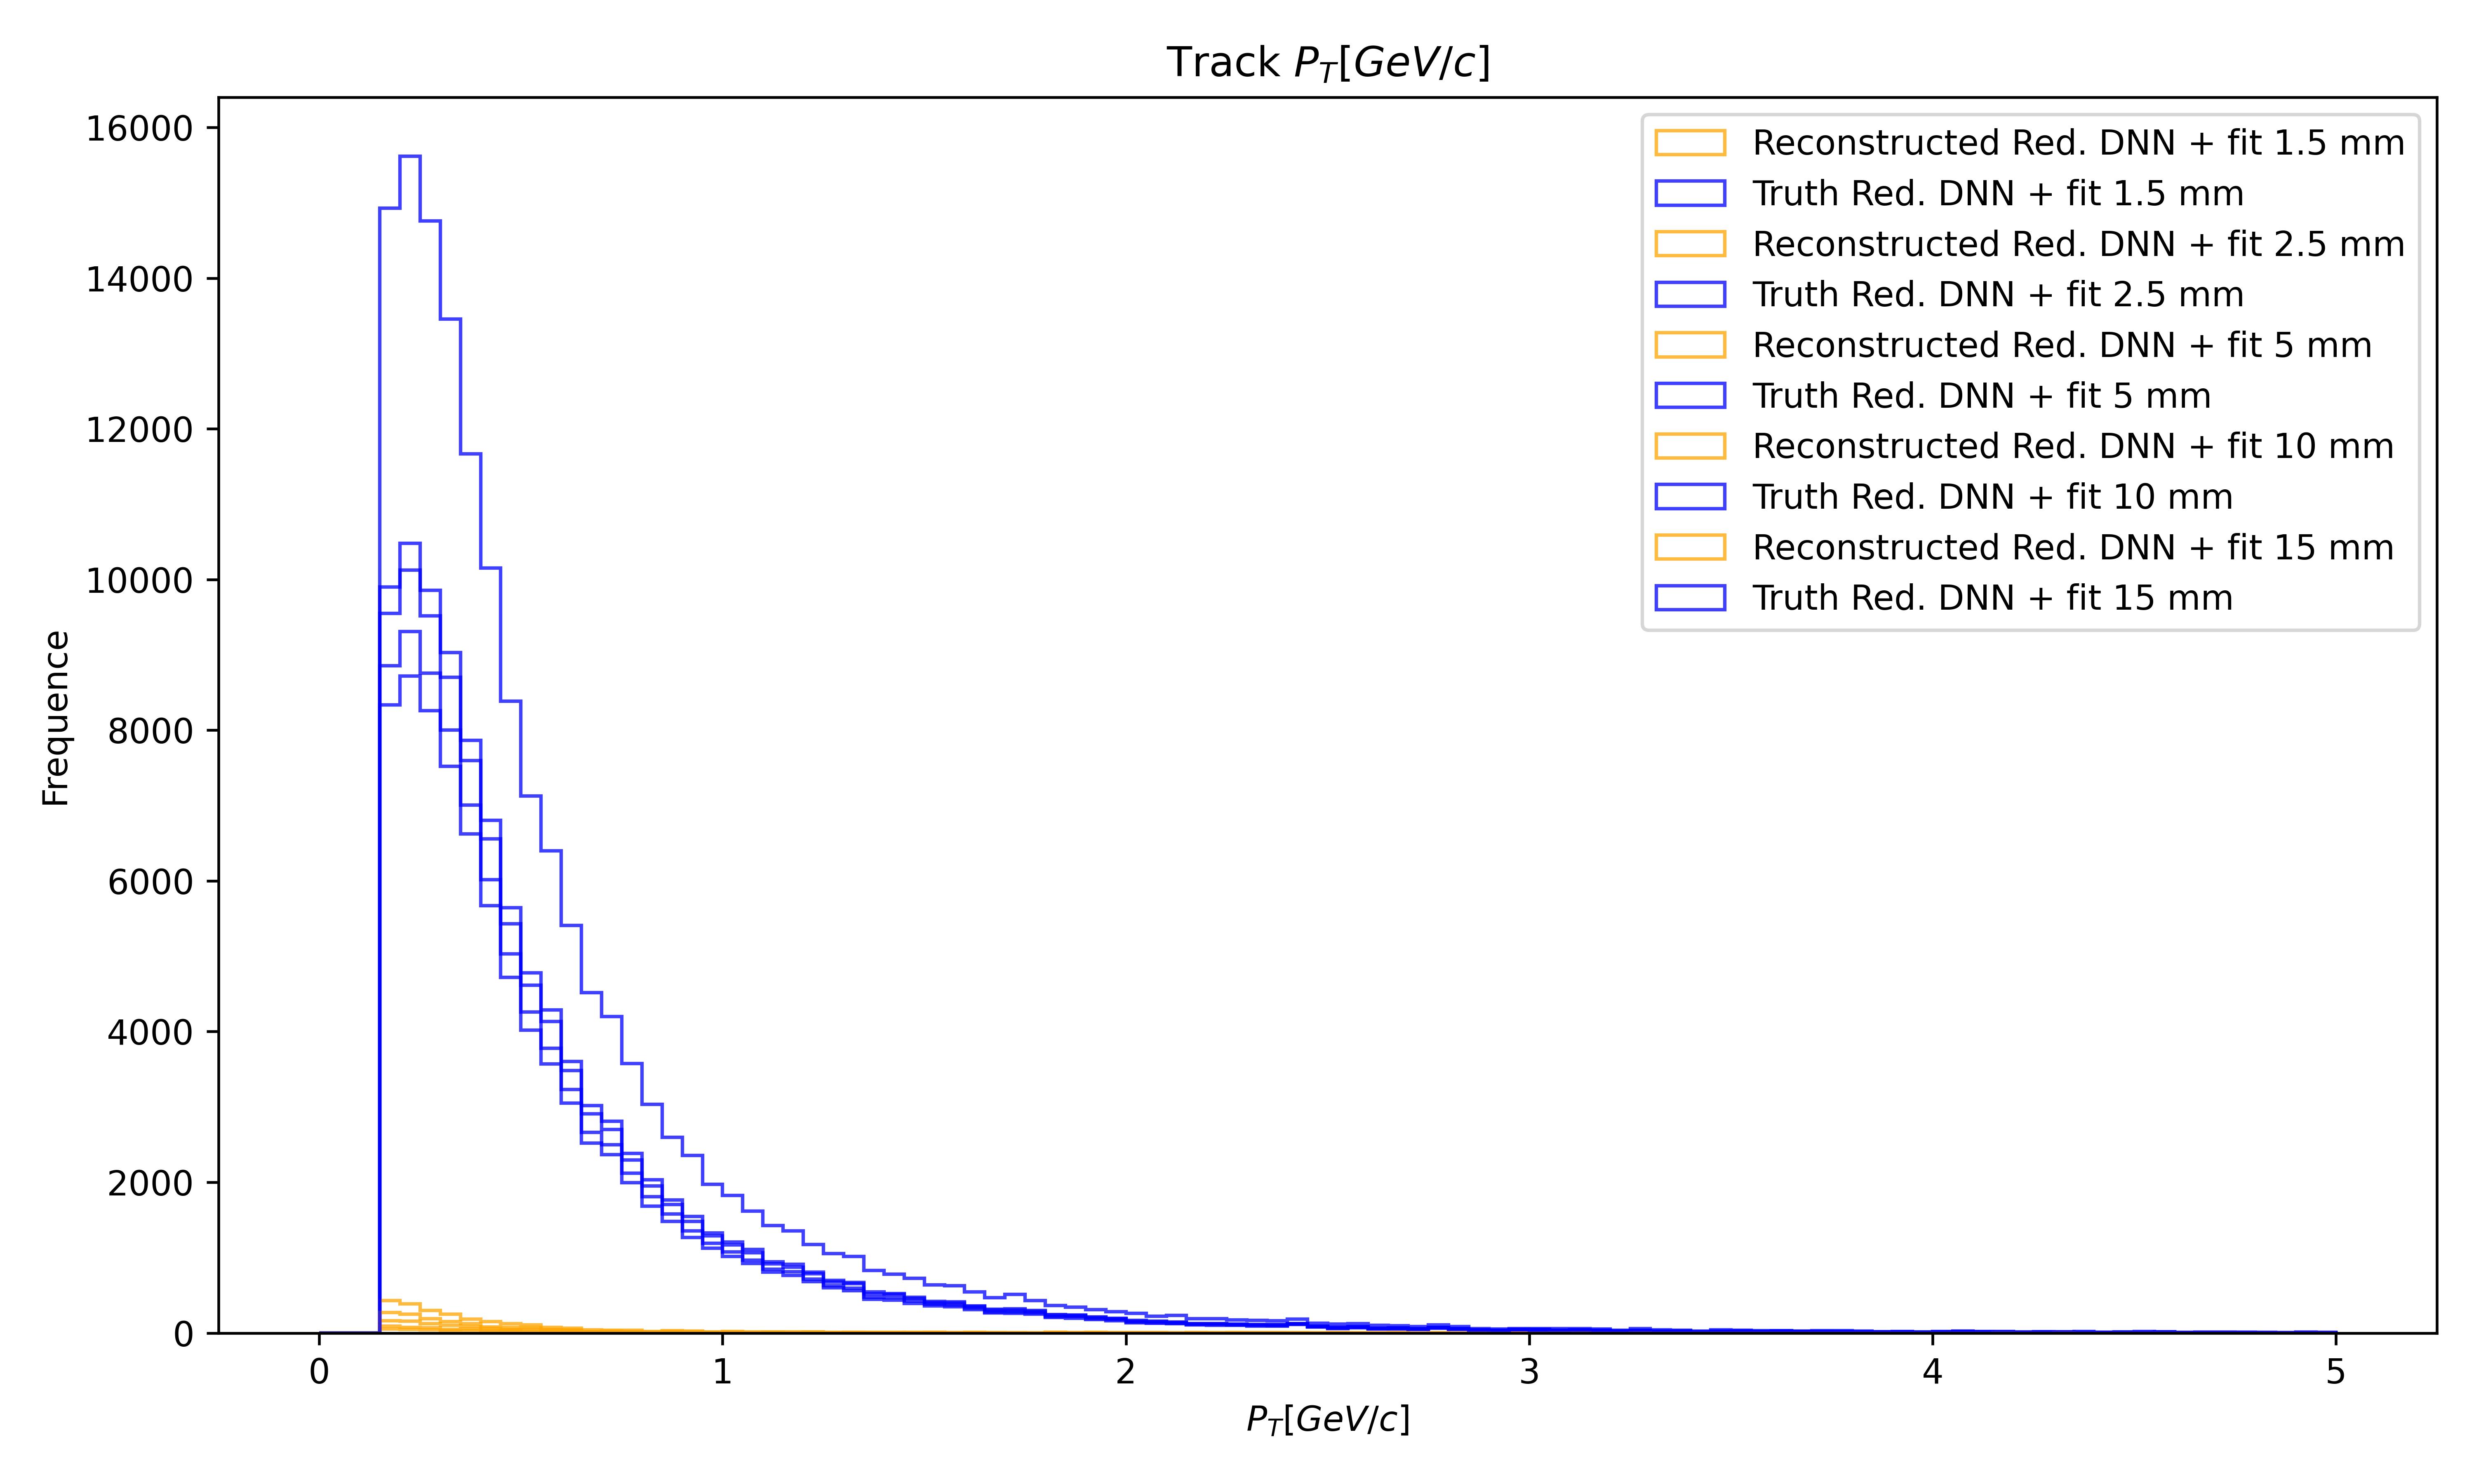 Track P_T[GeV/c]
16000
14000
12000
10000
8000
6000
4000
2000
0
Frequence
Reconstructed Red. DNN + fit 1.5 mm
Truth Red. DNN + fit 1.5 mm
Reconstructed Red. DNN + fit 2.5 mm
Truth Red. DNN + fit 2.5 mm
Reconstructed Red. DNN + fit 5 mm
Truth Red. DNN + fit 5 mm
Reconstructed Red. DNN + fit 10 mm
Truth Red. DNN + fit 10 mm
Reconstructed Red. DNN + fit 15 mm
Truth Red. DNN + fit 15 mm
0 1 2 3 4 5
P_T[GeV/c]